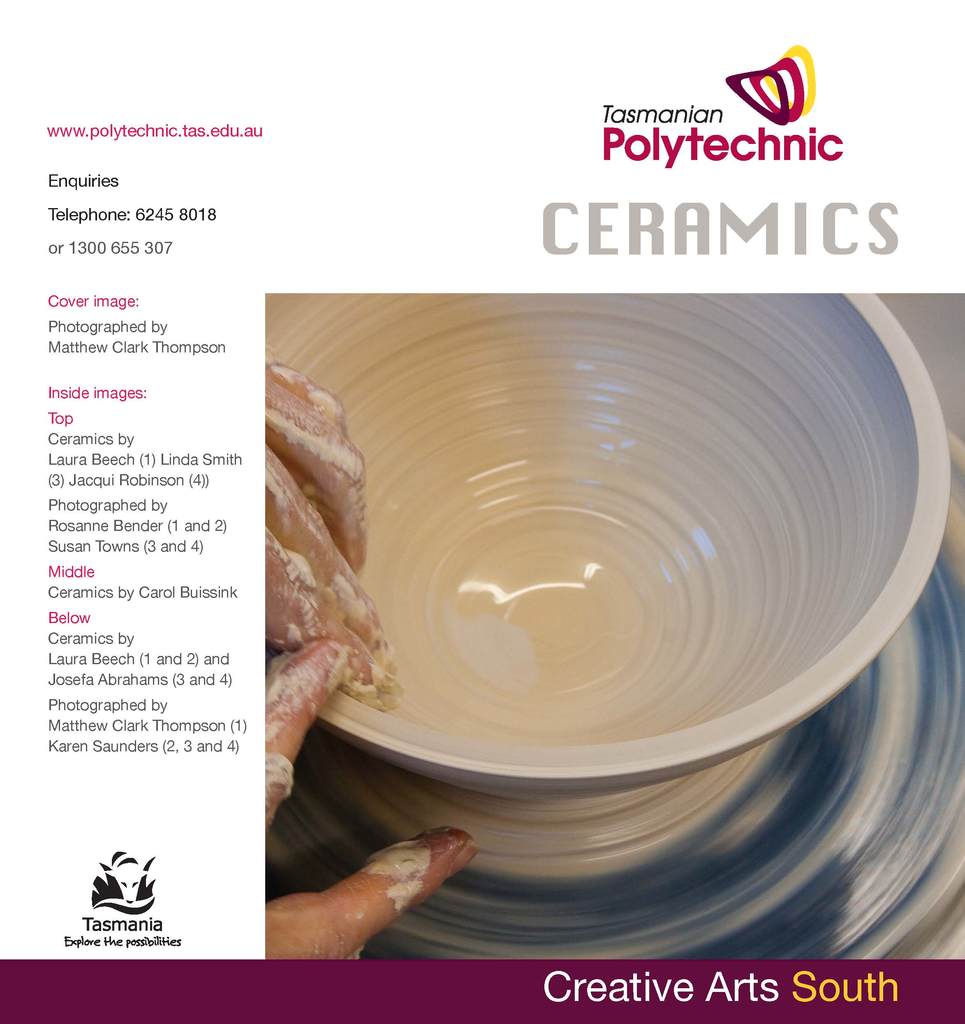 www.polytechnic.tas.edu.au
Enquiries
Telephone: 6245 8018
or 1300 655 307
Cover image:
Photographed by
Matthew Clark Thompson
Inside images:
Top
Ceramics by
Laura Beech (1) Linda Smith
(3) Jacqui Robinson (4))
Photographed by
Rosanne Bender (1 and 2)
Susan Towns (3 and 4)
Middle
Ceramics by Carol Buissink
Below
Ceramics by
Laura Beech (1 and 2) and
Josefa Abrahams (3 and 4)
Photographed by
Matthew Clark Thompson (1)
Karen Saunders (2, 3 and 4)
Tasmania
Explore the possibilities
Tasmanian
Polytechnic
CERAMICS
Creative Arts South